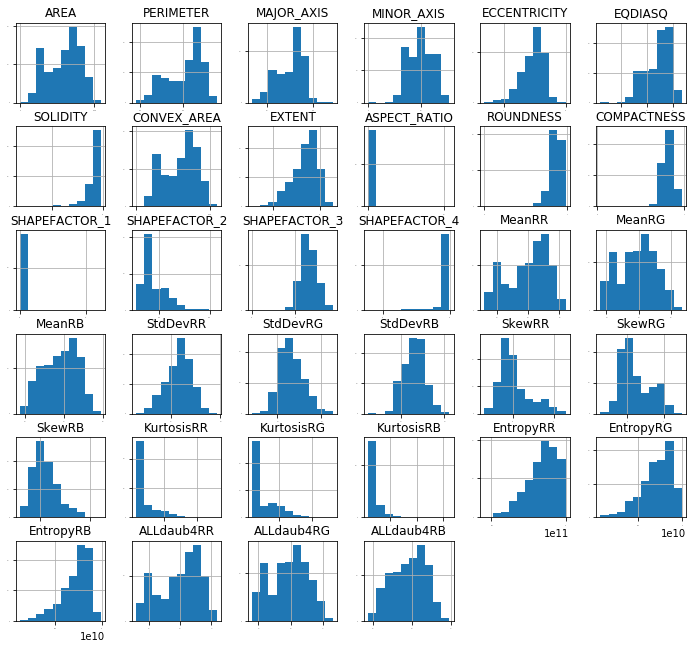 AREA PERIMETER MAJOR_AXIS MINOR_AXIS ECCENTRICITY EQDIASQ
SOLIDITY CONVEX_AREA EXTENT ASPECT_RATIO ROUNDNESS COMPACTNESS
SHAPEFACTOR_1 SHAPEFACTOR_2 SHAPEFACTOR_3 SHAPEFACTOR_4 MeanRR MeanRG
MeanRB StdDevRR StdDevRG StdDevRB SkewRR SkewRG
SkewRB KurtosisRR KurtosisRG KurtosisRB EntropyRR EntropyRG
1e11 1e10
EntropyRB ALLdaub4RR ALLdaub4RG ALLdaub4RB
1e10